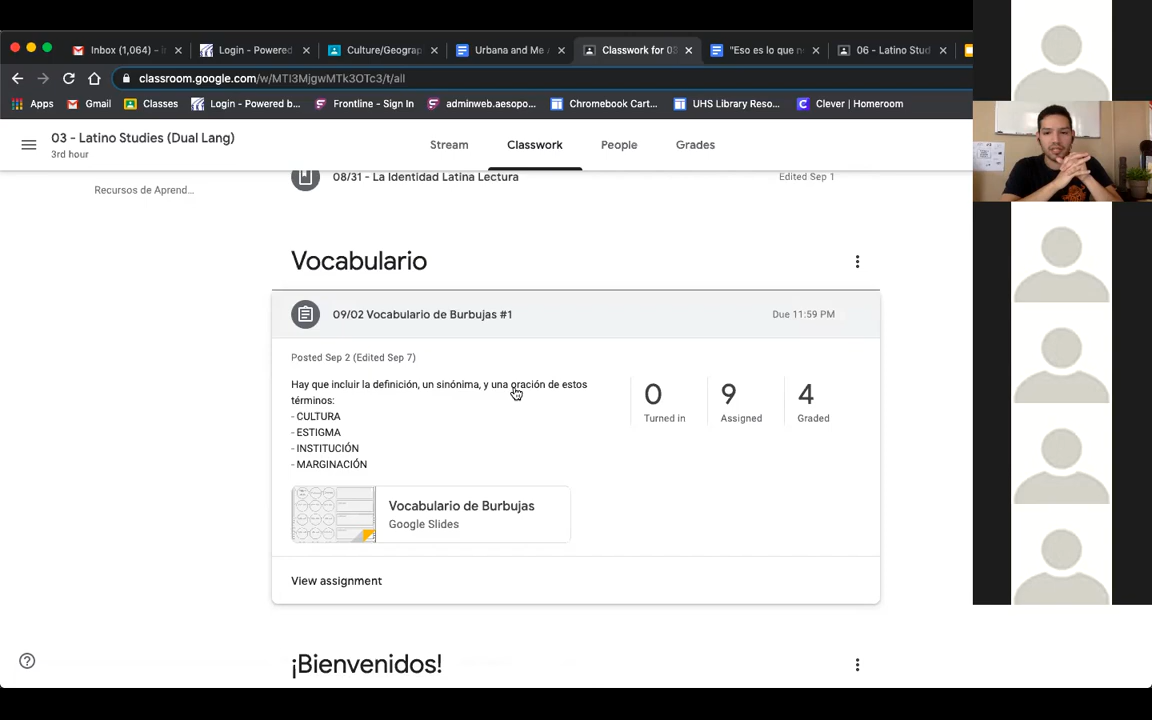 Inbox (1,064) -
Login - Powered
Culture/Geograp
Urbana and Me
Classwork for 03
"Eso es lo que n
06 - Latino Stud
classroom.google.com/w/MTI3MjgwMTk3OTc3/t/all
Apps
Gmail
Classes
Login - Powered b...
Frontline - Sign In
adminweb.aesopo...
Chromebook Cart...
UHS Library Reso...
Clever | Homeroom
03 - Latino Studies (Dual Lang)
3rd hour
Stream
Classwork
People
Grades
Recursos de Aprend...
08/31 - La Identidad Latina Lectura
Edited Sep 1
Vocabulario
09/02 Vocabulario de Burbujas #1
Due 11:59 PM
Posted Sep 2 (Edited Sep 7)
Hay que incluir la definición, un sinónima, y una oración de estos
términos:
- CULTURA
- ESTIGMA
- INSTITUCIÓN
- MARGINACIÓN
0
Turned in
9
Assigned
4
Graded
Vocabulario de Burbujas
Google Slides
View assignment
¡Bienvenidos!